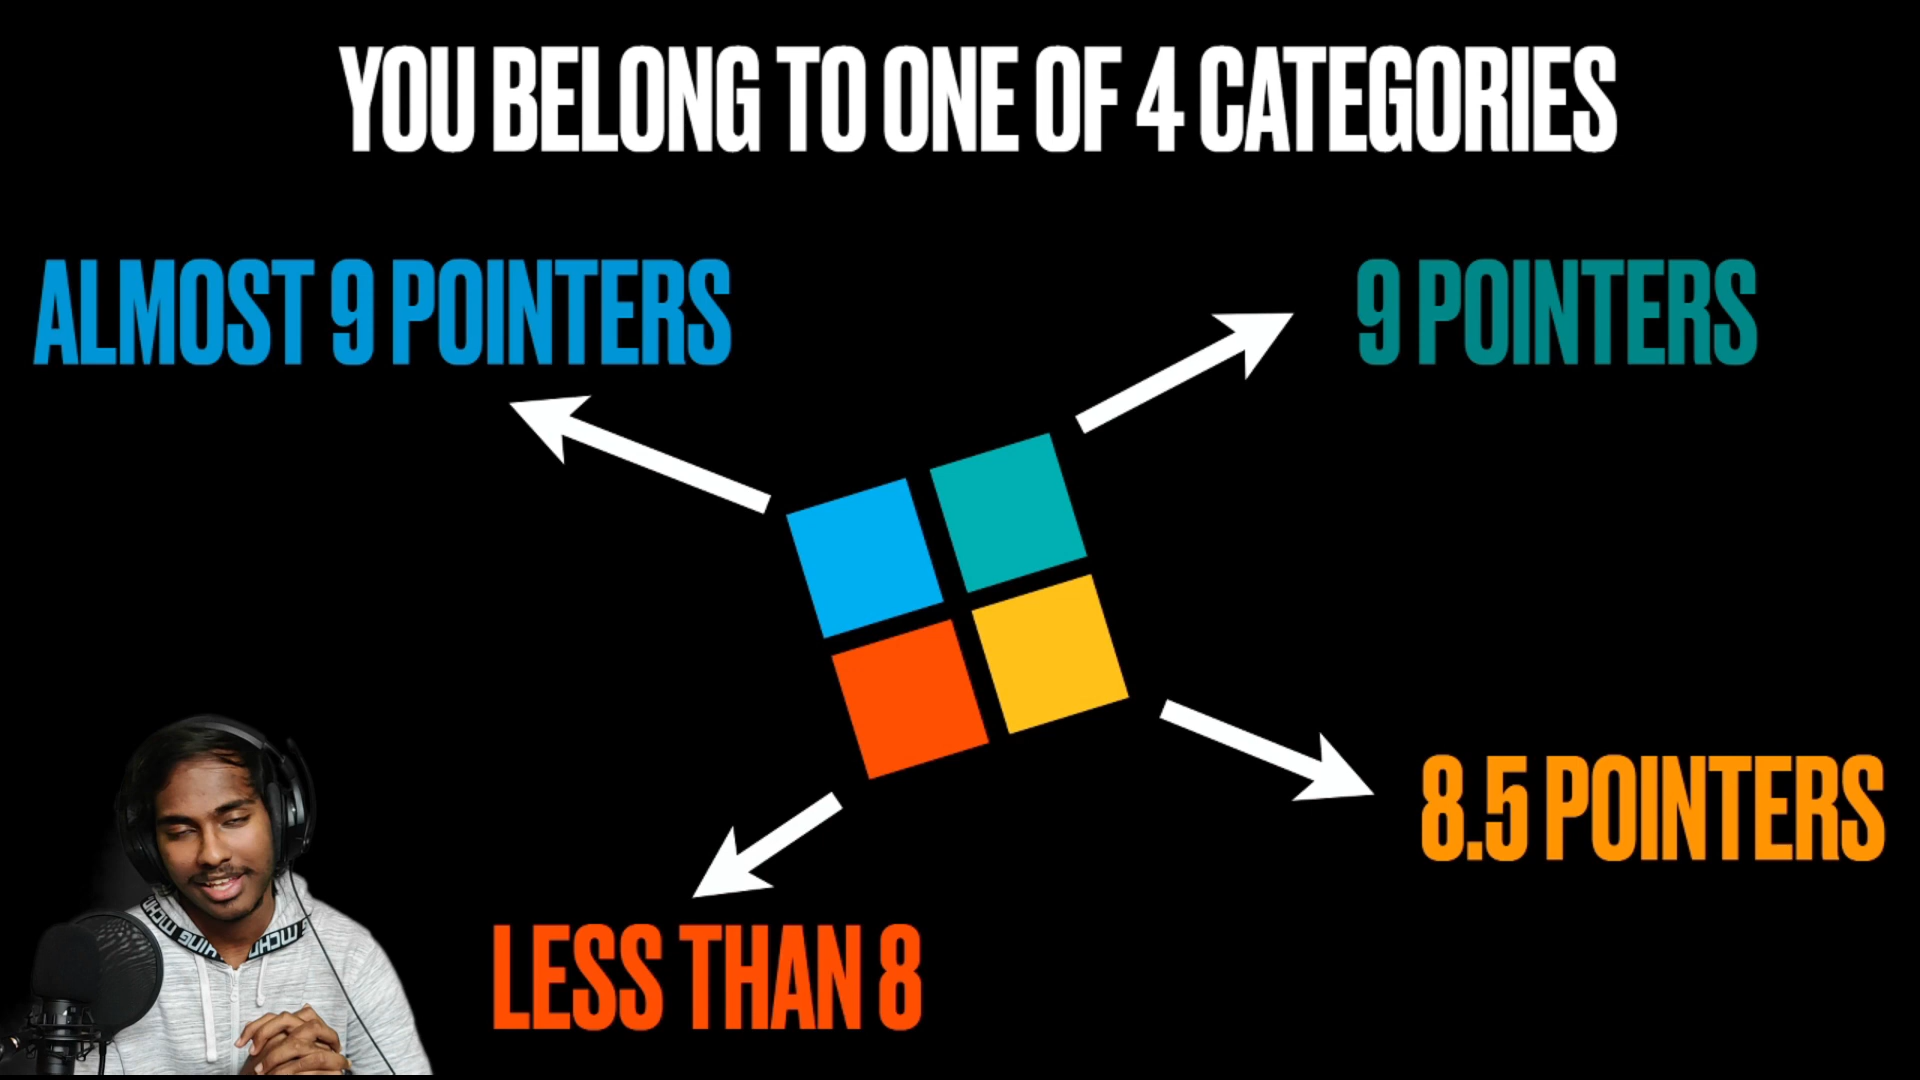 YOU BELONG TO ONE OF 4 CATEGORIES
ALMOST 9 POINTERS
9 POINTERS
8.5 POINTERS
LESS THAN 8